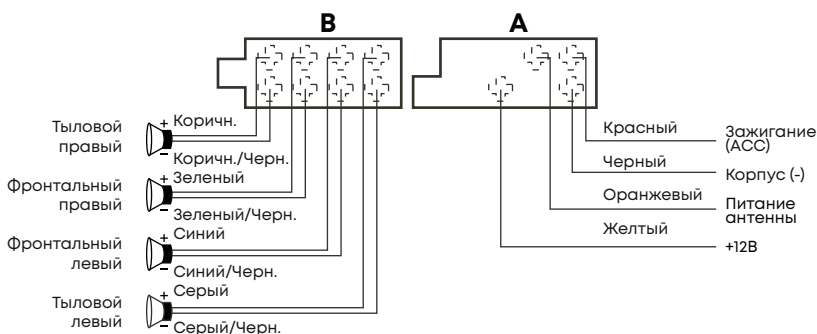 B
A
Тыловой
правый
+ Коричн.
– Коричн./Черн.
Фронтальный
правый
+ Зеленый
– Зеленый/Черн.
Фронтальный
левый
+ Синий
– Синий/Черн.
Тыловой
левый
+ Серый
– Серый/Черн.
Красный
Зажигание
(ACC)
Черный
Корпус (-)
Оранжевый
Питание
антенны
Желтый
+12В